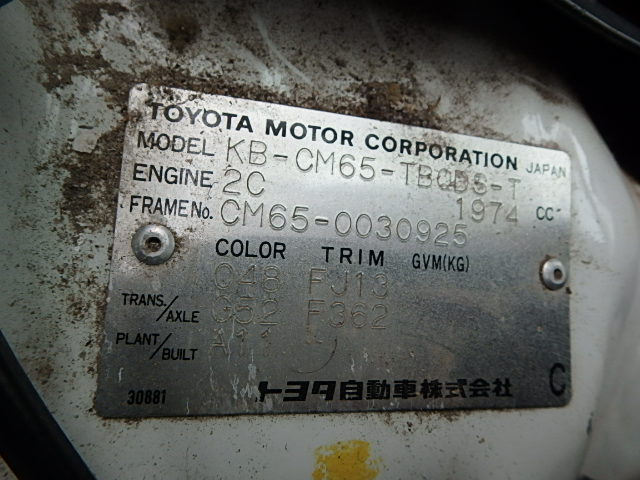 TOYOTA MOTOR CORPORATION JAPAN
MODEL KB-CM65-TBQDS-T
ENGINE 2C 1974 CC
FRAME No. CM65-0030925
COLOR TRIM GVM(KG)
048 FJ13
TRANS./AXLE G52 F362
PLANT/BUILT A11
トヨタ自動車株式会社 C
30881